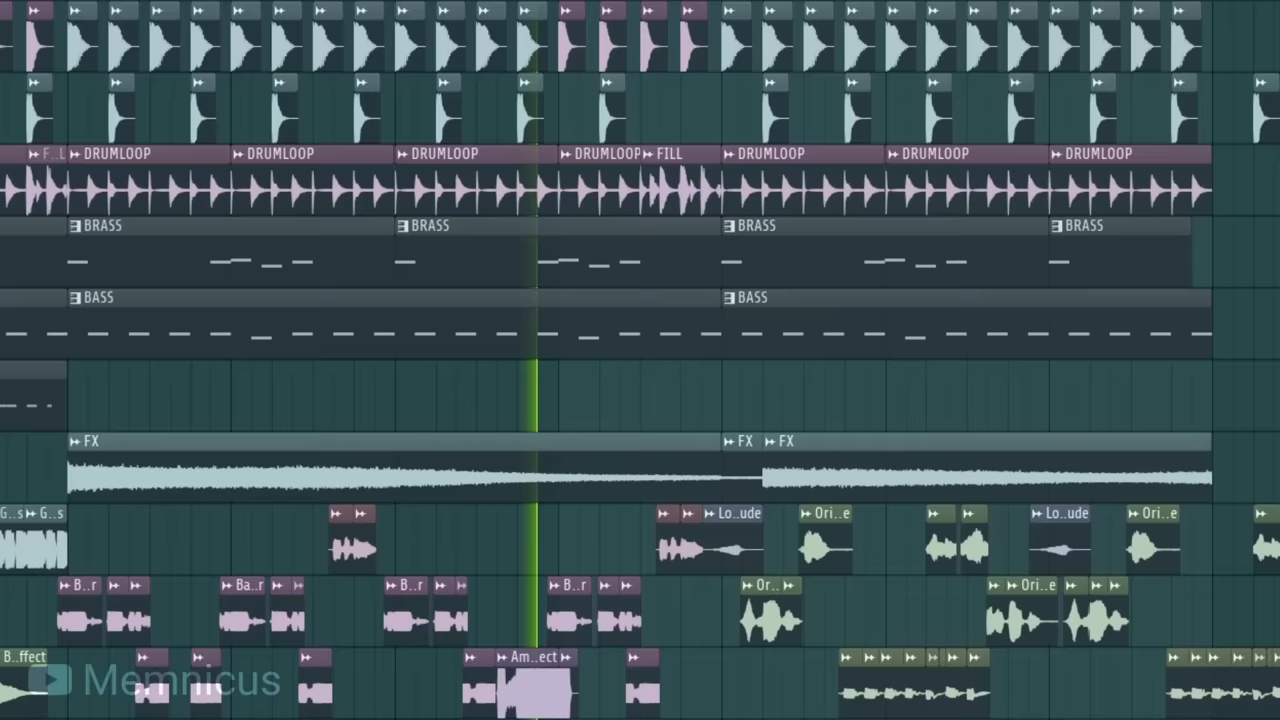 F..L DRUMLOOP DRUMLOOP DRUMLOOP DRUMLOOP FILL DRUMLOOP DRUMLOOP DRUMLOOP
BRASS BRASS BRASS BRASS
BASS BASS
FX FX FX
G..s G..s Lo..ude Ori..e Lo..ude Ori..e
B..r Ba..r B..r B..r Or.. Ori..e
B..ffect Am..ect
Memnicus